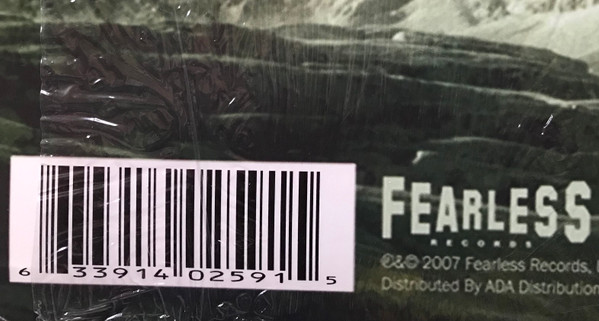 FEARLESS
RECORDS
℗&© 2007 Fearless Records,
Distributed By ADA Distribution
6 33914 02591 5